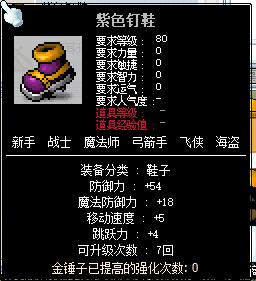 紫色钉鞋
要求等级： 80
要求力量： 0
要求敏捷： 0
要求智力： 0
要求运气： 0
要求人气度：-
道具等级： -
道具经验值： -
新手 战士 魔法师 弓箭手 飞侠 海盗
装备分类 : 鞋子
防御力 : +54
魔法防御力 : +18
移动速度 : +5
跳跃力 : +4
可升级次数 : 7回
金锤子已提高的强化次数: 0